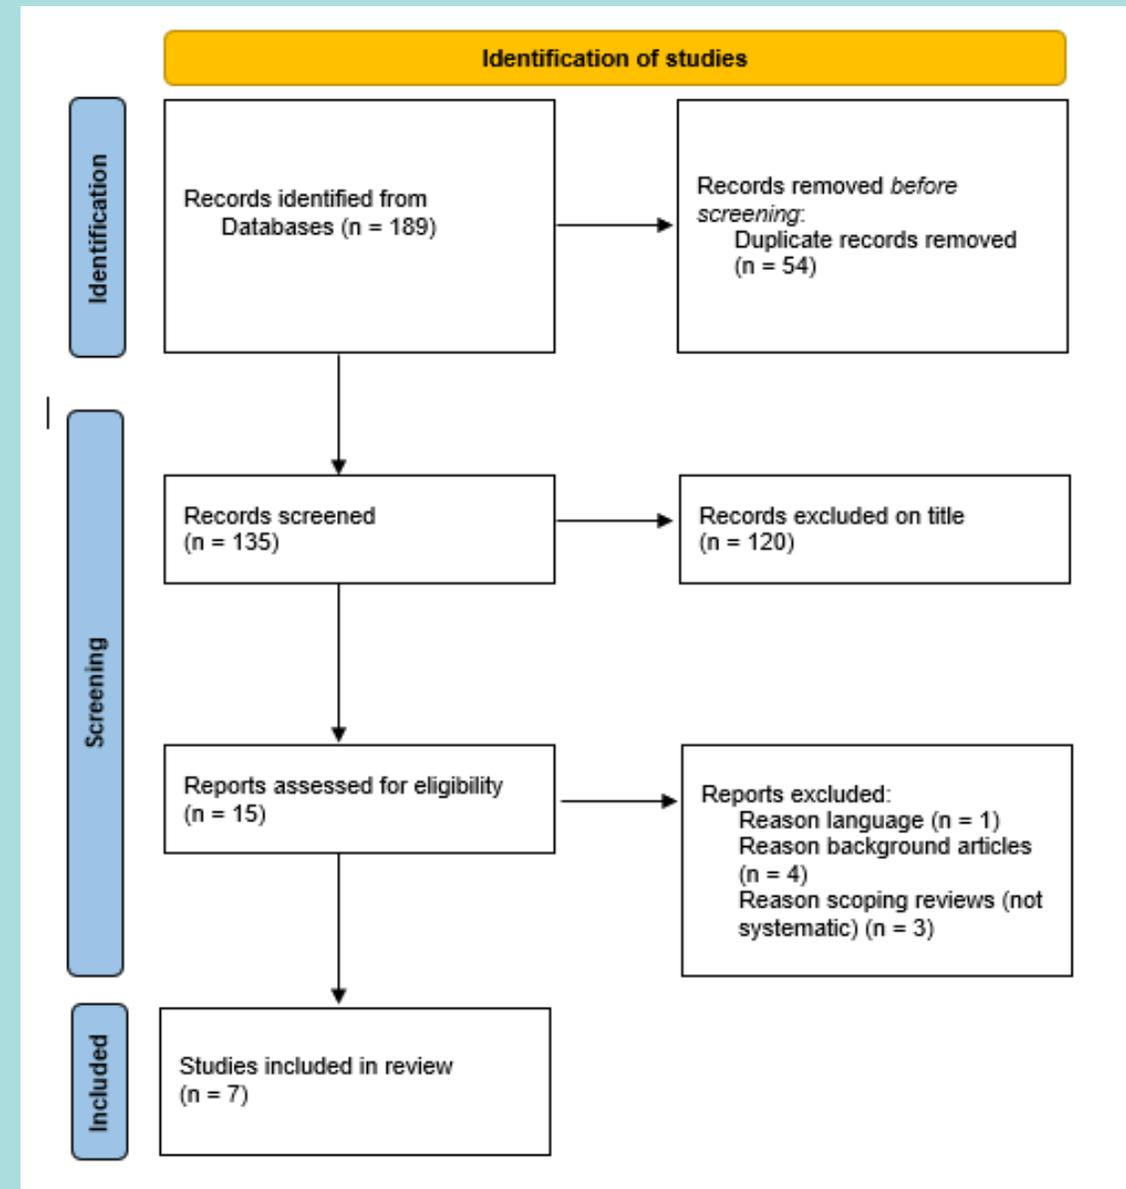 Identification of studies
Identification
Records identified from
Databases (n = 189)
Records removed before
screening:
Duplicate records removed
(n = 54)
Screening
Records screened
(n = 135)
Records excluded on title
(n = 120)
Reports assessed for eligibility
(n = 15)
Reports excluded:
Reason language (n = 1)
Reason background articles
(n = 4)
Reason scoping reviews (not
systematic) (n = 3)
Included
Studies included in review
(n = 7)